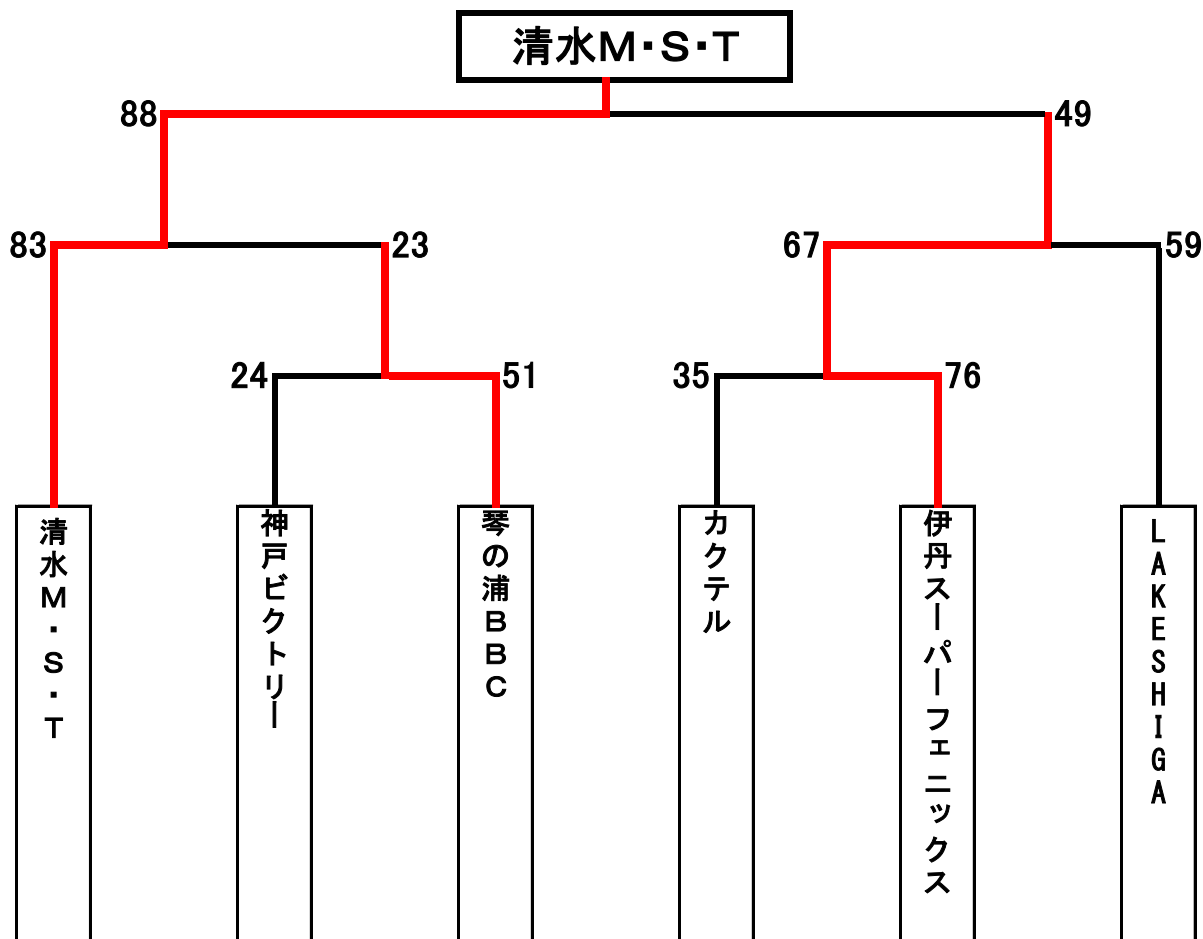 清水M・S・T
88
49
83
23
67
59
24
51
35
76
清水M・S・T
神戸ビクトリー
琴の浦BBC
カクテル
伊丹スーパーフェニックス
LAKESHIGA